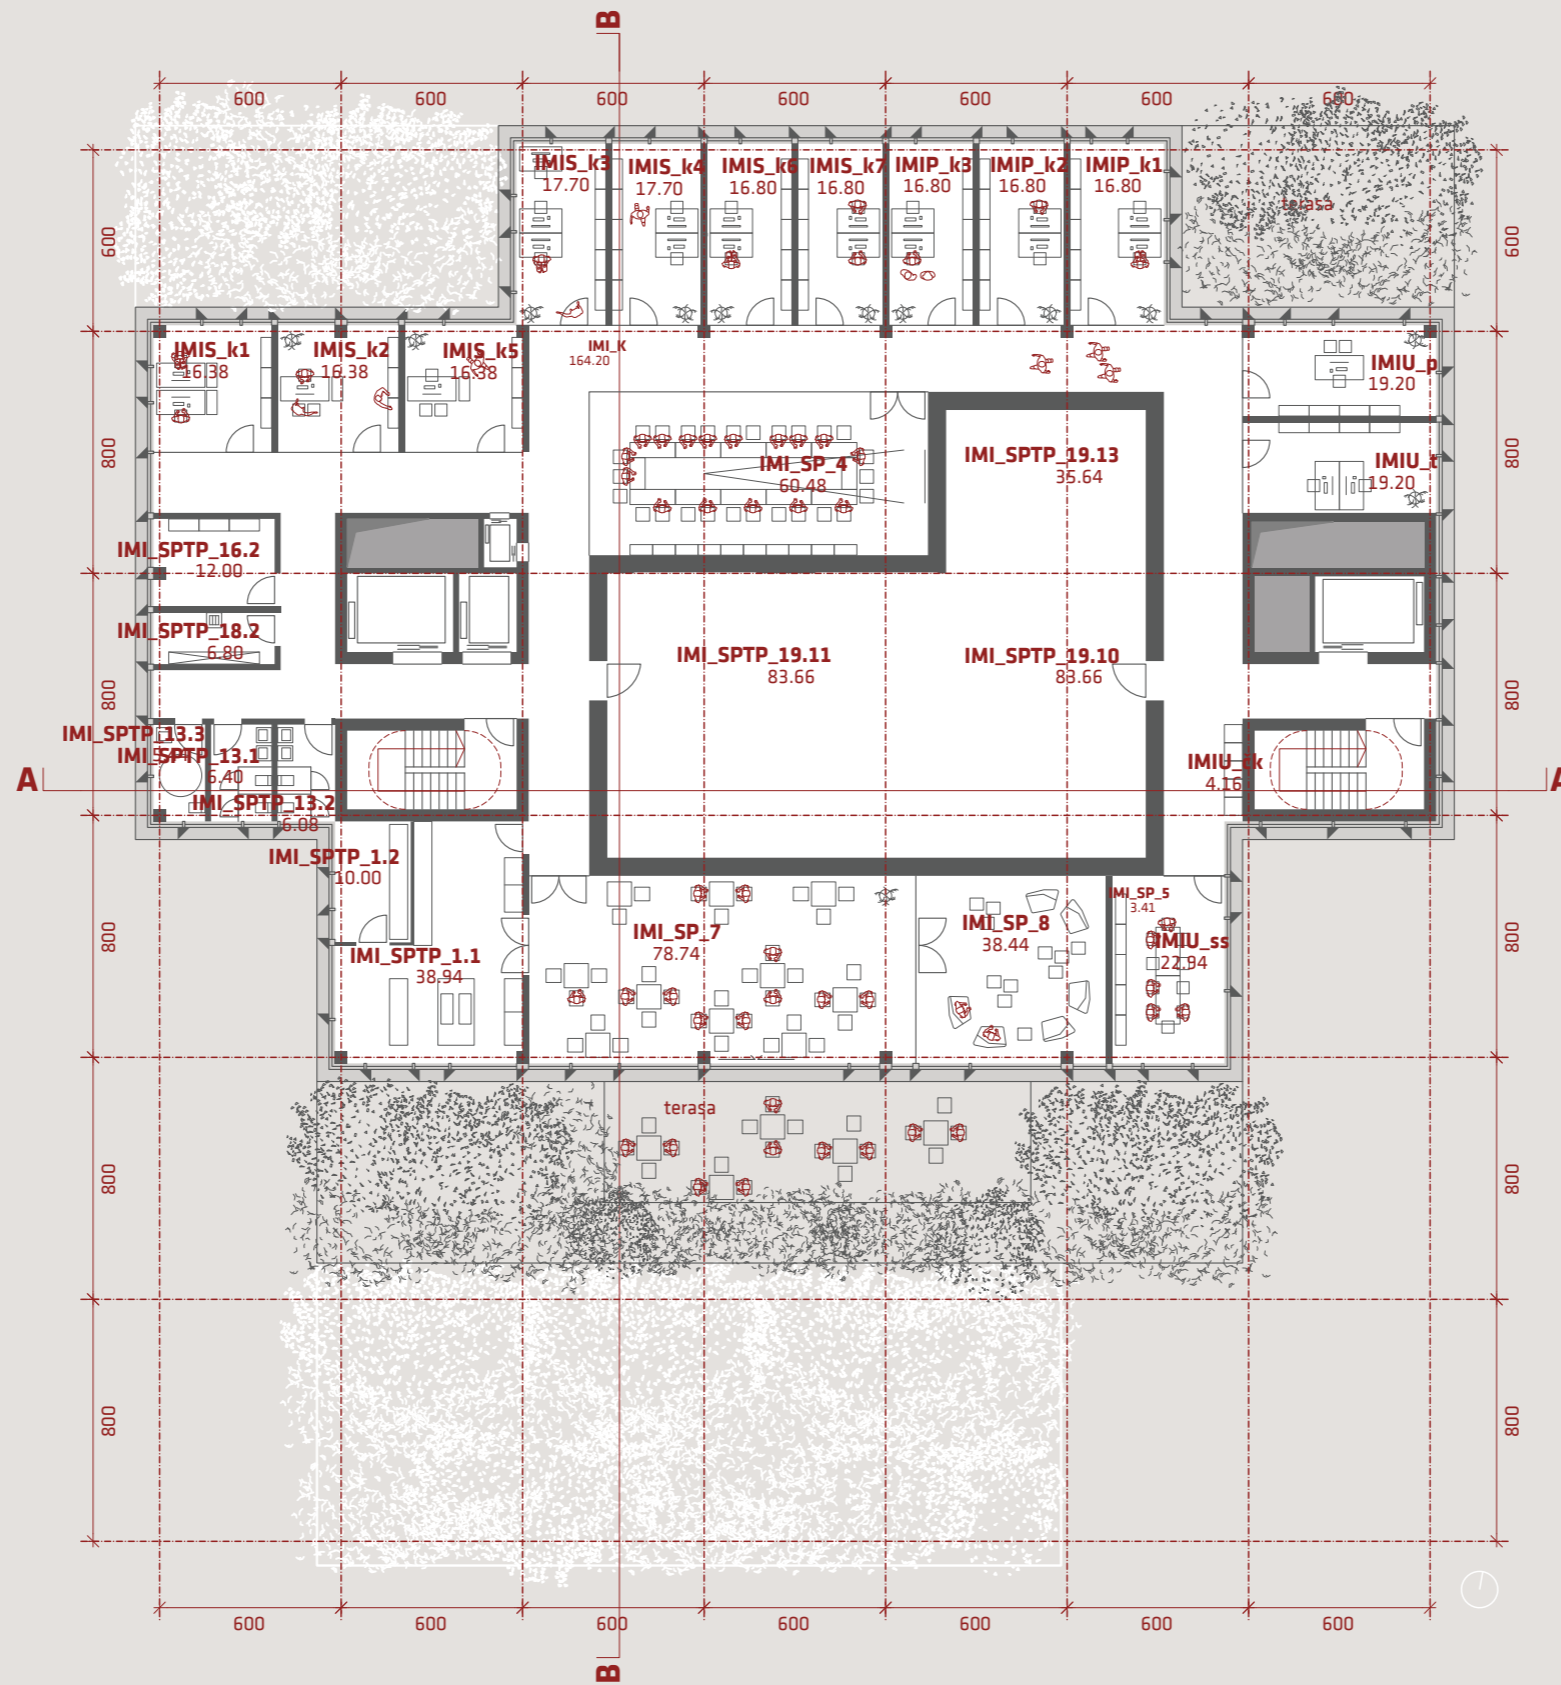 B
600 600 600 600 600 600 600
IMIS_k3
17.70
IMIS_k4
17.70
IMIS_k6
16.80
IMIS_k7
16.80
IMIP_k3
16.80
IMIP_k2
16.80
IMIP_k1
16.80
terasa
600
600
IMIS_k1
16.38
IMIS_k2
16.38
IMIS_k5
16.38
IMI_K
164.20
IMIU_p
19.20
800
800
IMI_SP_4
60.48
IMI_SPTP_19.13
35.64
IMIU_t
19.20
IMI_SPTP_16.2
12.00
IMI_SPTP_18.2
6.80
IMI_SPTP_19.11
83.66
IMI_SPTP_19.10
83.66
800
800
IMI_SPTP_13.3
IMI_SPTP_13.1
6.40
IMI_SPTP_13.2
6.08
IMIU_čk
4.16
A
A
IMI_SPTP_1.2
10.00
IMI_SPTP_1.1
38.94
IMI_SP_7
78.74
IMI_SP_8
38.44
IMI_SP_5
3.41
IMIU_ss
22.94
800
800
terasa
800
800
800
800
600 600 600 600 600 600 600
B